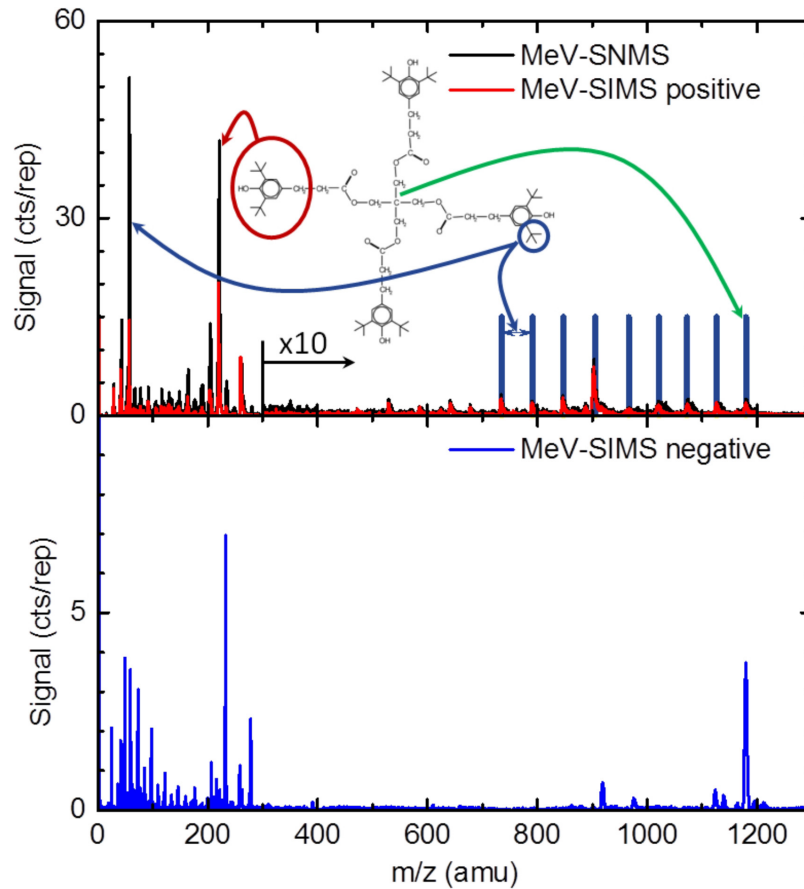 60
MeV-SNMS
MeV-SIMS positive
30
x10
0
Signal (cts/rep)
MeV-SIMS negative
5
0
Signal (cts/rep)
0 200 400 600 800 1000 1200
m/z (amu)